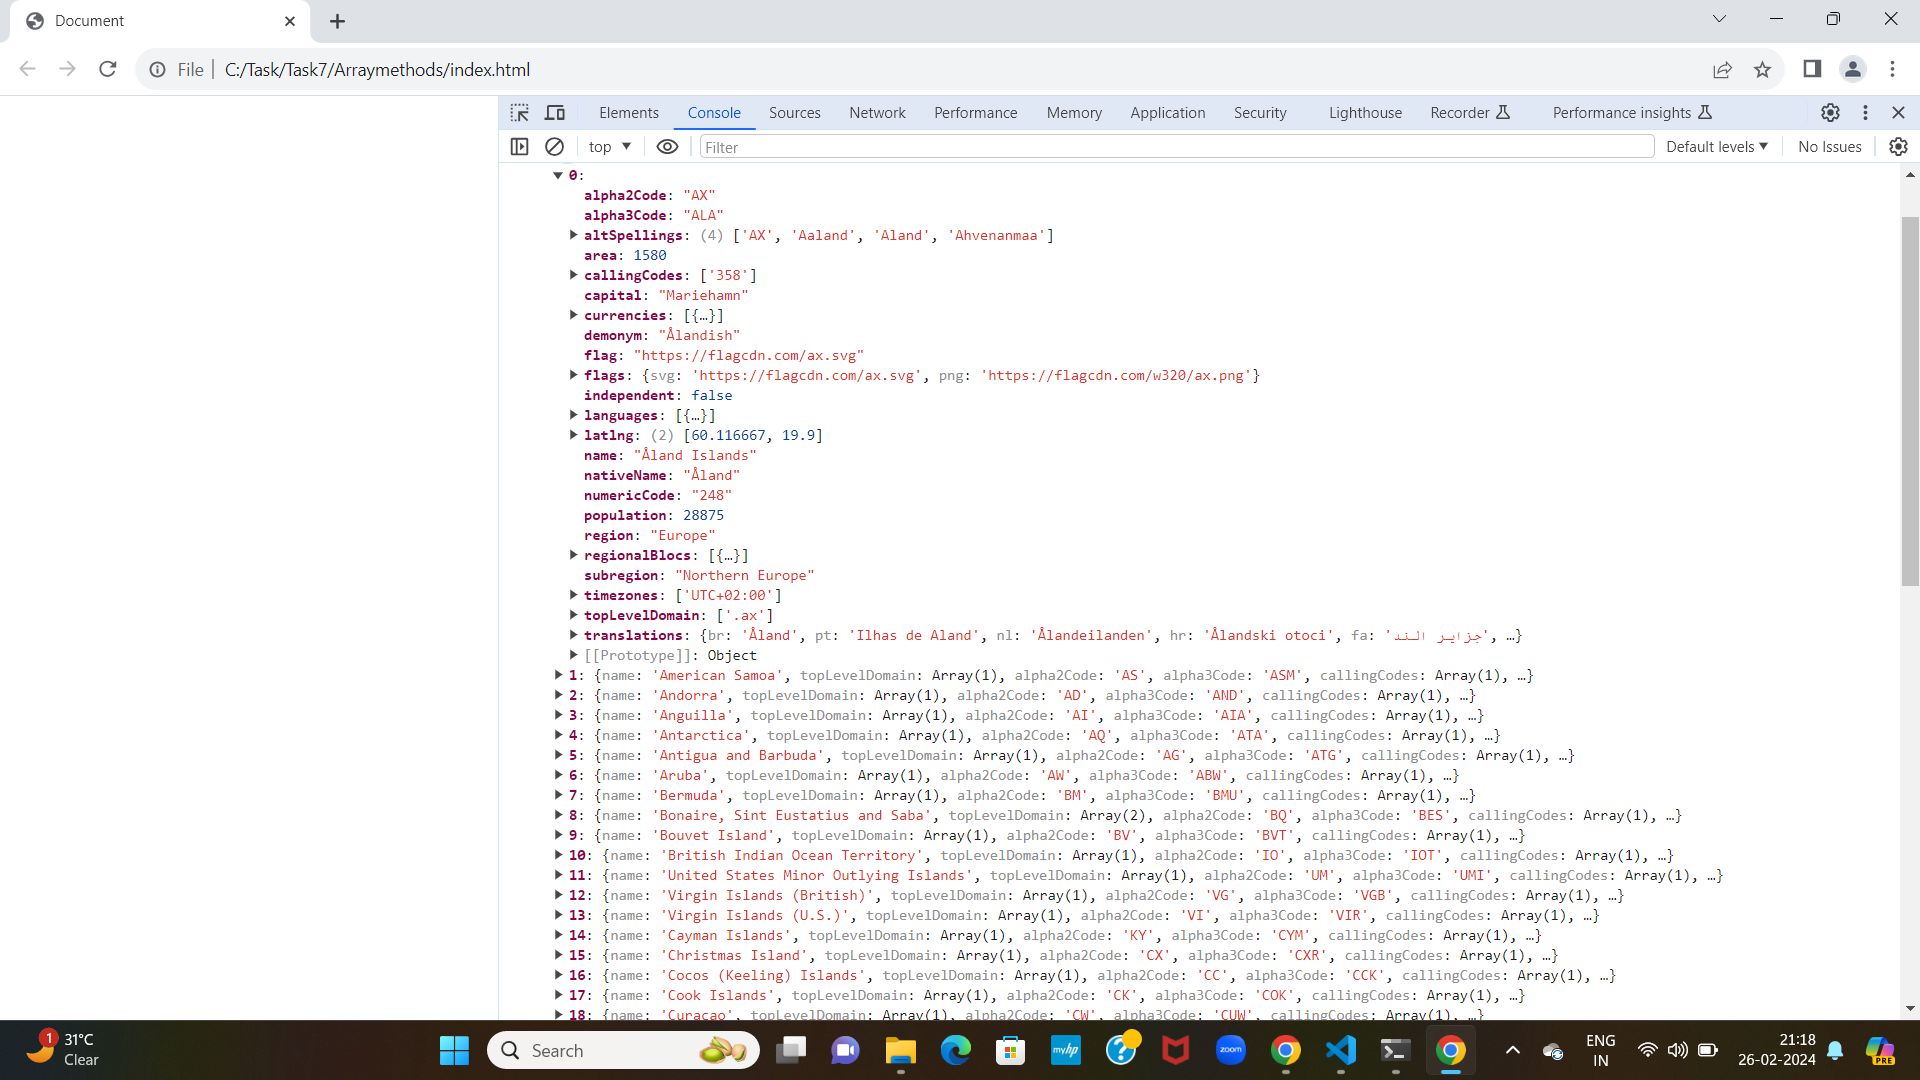 Document
File C:/Task/Task7/Arraymethods/index.html
Elements Console Sources Network Performance Memory Application Security Lighthouse Recorder Performance insights
top Filter Default levels No Issues
0:
alpha2Code: "AX"
alpha3Code: "ALA"
altSpellings: (4) ['AX', 'Aaland', 'Aland', 'Ahvenanmaa']
area: 1580
callingCodes: ['358']
capital: "Mariehamn"
currencies: [{…}]
demonym: "Ålandish"
flag: "https://flagcdn.com/ax.svg"
flags: {svg: 'https://flagcdn.com/ax.svg', png: 'https://flagcdn.com/w320/ax.png'}
independent: false
languages: [{…}]
latlng: (2) [60.116667, 19.9]
name: "Åland Islands"
nativeName: "Åland"
numericCode: "248"
population: 28875
region: "Europe"
regionalBlocs: [{…}]
subregion: "Northern Europe"
timezones: ['UTC+02:00']
topLevelDomain: ['.ax']
translations: {br: 'Åland', pt: 'Ilhas de Aland', nl: 'Ålandeilanden', hr: 'Ålandski otoci', fa: 'جزایر الند', …}
[[Prototype]]: Object
1: {name: 'American Samoa', topLevelDomain: Array(1), alpha2Code: 'AS', alpha3Code: 'ASM', callingCodes: Array(1), …}
2: {name: 'Andorra', topLevelDomain: Array(1), alpha2Code: 'AD', alpha3Code: 'AND', callingCodes: Array(1), …}
3: {name: 'Anguilla', topLevelDomain: Array(1), alpha2Code: 'AI', alpha3Code: 'AIA', callingCodes: Array(1), …}
4: {name: 'Antarctica', topLevelDomain: Array(1), alpha2Code: 'AQ', alpha3Code: 'ATA', callingCodes: Array(1), …}
5: {name: 'Antigua and Barbuda', topLevelDomain: Array(1), alpha2Code: 'AG', alpha3Code: 'ATG', callingCodes: Array(1), …}
6: {name: 'Aruba', topLevelDomain: Array(1), alpha2Code: 'AW', alpha3Code: 'ABW', callingCodes: Array(1), …}
7: {name: 'Bermuda', topLevelDomain: Array(1), alpha2Code: 'BM', alpha3Code: 'BMU', callingCodes: Array(1), …}
8: {name: 'Bonaire, Sint Eustatius and Saba', topLevelDomain: Array(2), alpha2Code: 'BQ', alpha3Code: 'BES', callingCodes: Array(1), …}
9: {name: 'Bouvet Island', topLevelDomain: Array(1), alpha2Code: 'BV', alpha3Code: 'BVT', callingCodes: Array(1), …}
10: {name: 'British Indian Ocean Territory', topLevelDomain: Array(1), alpha2Code: 'IO', alpha3Code: 'IOT', callingCodes: Array(1), …}
11: {name: 'United States Minor Outlying Islands', topLevelDomain: Array(1), alpha2Code: 'UM', alpha3Code: 'UMI', callingCodes: Array(1), …}
12: {name: 'Virgin Islands (British)', topLevelDomain: Array(1), alpha2Code: 'VG', alpha3Code: 'VGB', callingCodes: Array(1), …}
13: {name: 'Virgin Islands (U.S.)', topLevelDomain: Array(1), alpha2Code: 'VI', alpha3Code: 'VIR', callingCodes: Array(1), …}
14: {name: 'Cayman Islands', topLevelDomain: Array(1), alpha2Code: 'KY', alpha3Code: 'CYM', callingCodes: Array(1), …}
15: {name: 'Christmas Island', topLevelDomain: Array(1), alpha2Code: 'CX', alpha3Code: 'CXR', callingCodes: Array(1), …}
16: {name: 'Cocos (Keeling) Islands', topLevelDomain: Array(1), alpha2Code: 'CC', alpha3Code: 'CCK', callingCodes: Array(1), …}
17: {name: 'Cook Islands', topLevelDomain: Array(1), alpha2Code: 'CK', alpha3Code: 'COK', callingCodes: Array(1), …}
18: {name: 'Curaçao', topLevelDomain: Array(1), alpha2Code: 'CW', alpha3Code: 'CUW', callingCodes: Array(1), …}
1 31°C
Clear
Search
myhp
zoom
PRE
ENG
IN
21:18
26-02-2024